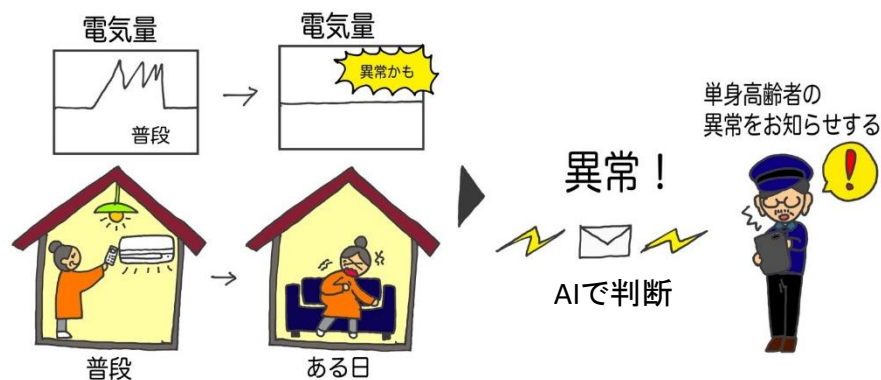 電気量
電気量
異常かも
普段
単身高齢者の
異常をお知らせする
異常！
AIで判断
普段
ある日